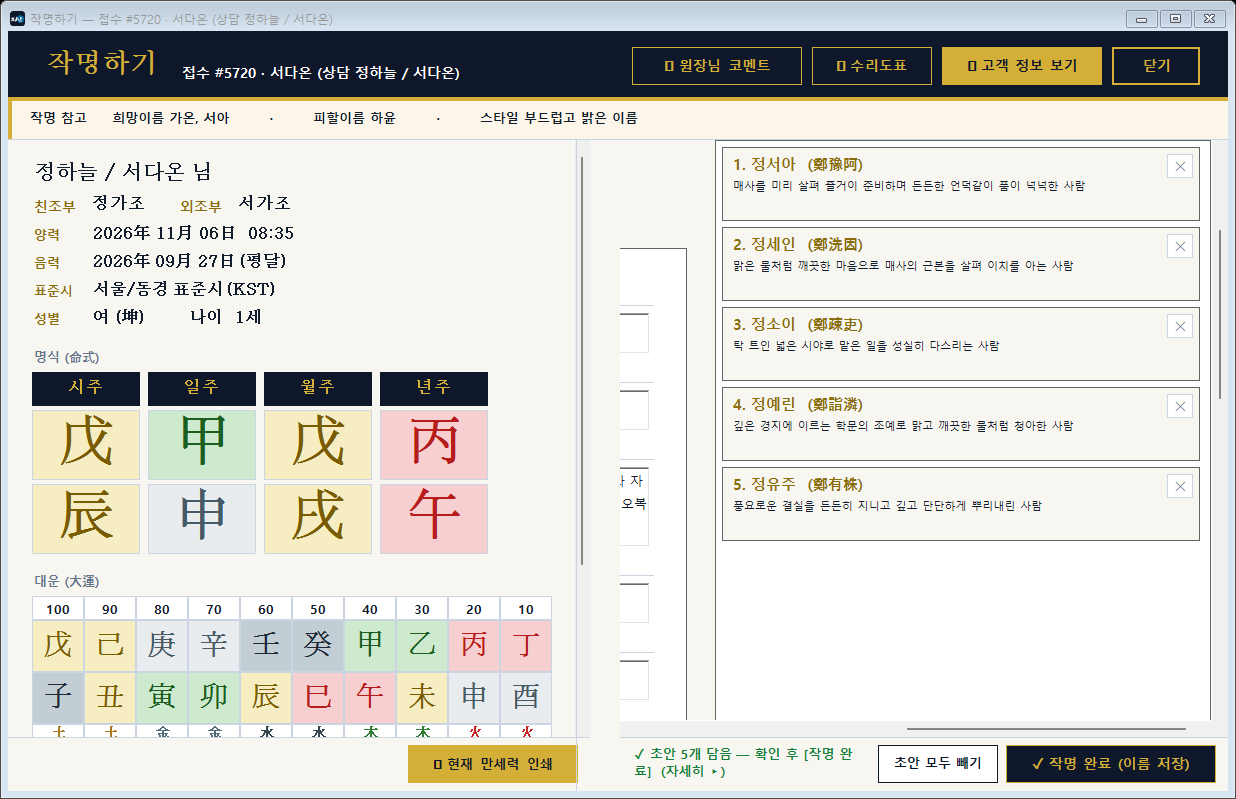 작명하기 — 접수 #5720 · 서다온 (상담 정하늘 / 서다온)
작명하기
접수 #5720 · 서다온 (상담 정하늘 / 서다온)
원장님 코멘트
수리도표
고객 정보 보기
닫기
작명 참고 희망이름 가온, 서아 · 피할이름 하윤 · 스타일 부드럽고 밝은 이름
정하늘 / 서다온 님
친조부 정가조 외조부 서가조
양력 2026年 11月 06日 08:35
음력 2026年 09月 27日 (평달)
표준시 서울/동경 표준시 (KST)
성별 여 (坤) 나이 1세
명식 (命式)
시주 일주 월주 년주
戊 甲 戊 丙
辰 申 戌 午
대운 (大運)
100 90 80 70 60 50 40 30 20 10
戊 己 庚 辛 壬 癸 甲 乙 丙 丁
子 丑 寅 卯 辰 巳 午 未 申 酉
土 土 金 金 水 水 木 木 火 火
현재 만세력 인쇄
자
오복
1. 정서아 (鄭豫阿)
매사를 미리 살펴 즐거이 준비하며 든든한 언덕같이 품이 넉넉한 사람
2. 정세인 (鄭洗因)
맑은 물처럼 깨끗한 마음으로 매사의 근본을 살펴 이치를 아는 사람
3. 정소이 (鄭疎吏)
탁 트인 넓은 시야로 맡은 일을 성실히 다스리는 사람
4. 정예린 (鄭詣潾)
깊은 경지에 이르는 학문의 조예로 맑고 깨끗한 물처럼 청아한 사람
5. 정유주 (鄭有株)
풍요로운 결실을 든든히 지니고 깊고 단단하게 뿌리내린 사람
✓ 초안 5개 담음 — 확인 후 [작명 완
료] (자세히 ▸)
초안 모두 빼기
✓ 작명 완료 (이름 저장)